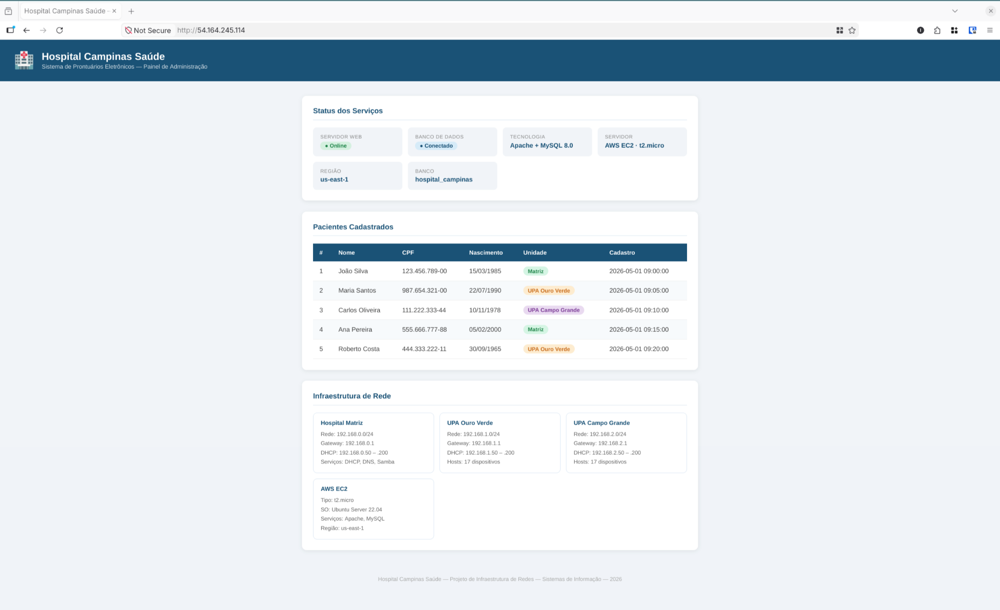 Hospital Campinas Saúde -
Not Secure http://54.164.245.114
Hospital Campinas Saúde
Sistema de Prontuários Eletrônicos — Painel de Administração
Status dos Serviços
SERVIDOR WEB BANCO DE DADOS TECNOLOGIA SERVIDOR
● Online ● Conectado Apache + MySQL 8.0 AWS EC2 · t2.micro
REGIÃO BANCO
us-east-1 hospital_campinas
Pacientes Cadastrados
# Nome CPF Nascimento Unidade Cadastro
1 João Silva 123.456.789-00 15/03/1985 Matriz 2026-05-01 09:00:00
2 Maria Santos 987.654.321-00 22/07/1990 UPA Ouro Verde 2026-05-01 09:05:00
3 Carlos Oliveira 111.222.333-44 10/11/1978 UPA Campo Grande 2026-05-01 09:10:00
4 Ana Pereira 555.666.777-88 05/02/2000 Matriz 2026-05-01 09:15:00
5 Roberto Costa 444.333.222-11 30/09/1965 UPA Ouro Verde 2026-05-01 09:20:00
Infraestrutura de Rede
Hospital Matriz
Rede: 192.168.0.0/24
Gateway: 192.168.0.1
DHCP: 192.168.0.50 – .200
Serviços: DHCP, DNS, Samba
UPA Ouro Verde
Rede: 192.168.1.0/24
Gateway: 192.168.1.1
DHCP: 192.168.1.50 – .200
Hosts: 17 dispositivos
UPA Campo Grande
Rede: 192.168.2.0/24
Gateway: 192.168.2.1
DHCP: 192.168.2.50 – .200
Hosts: 17 dispositivos
AWS EC2
Tipo: t2.micro
SO: Ubuntu Server 22.04
Serviços: Apache, MySQL
Região: us-east-1
Hospital Campinas Saúde — Projeto de Infraestrutura de Redes — Sistemas de Informação — 2026